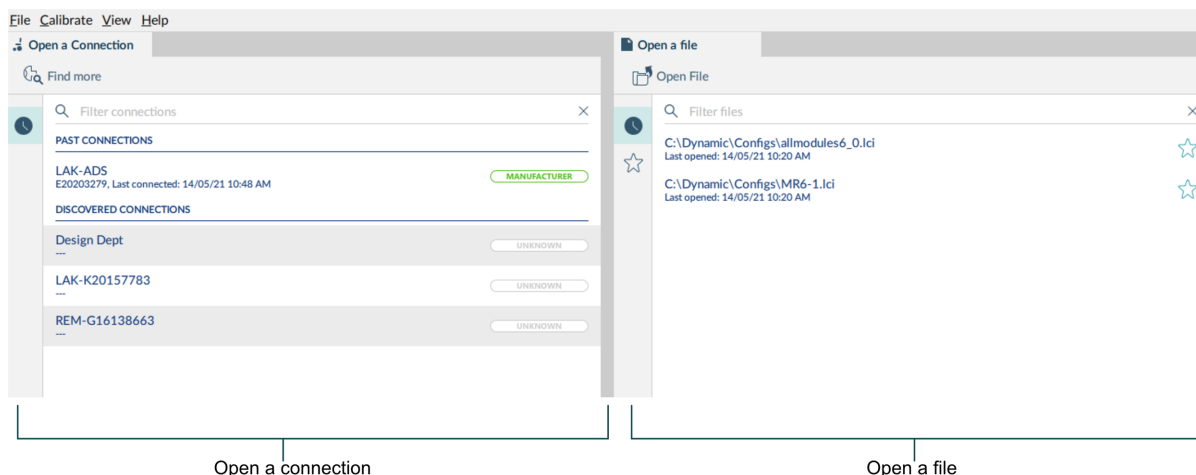 File Calibrate View Help
Open a Connection
Find more
Filter connections
PAST CONNECTIONS
LAK-ADS
E20203279, Last connected: 14/05/21 10:48 AM
MANUFACTURER
DISCOVERED CONNECTIONS
Design Dept
---
UNKNOWN
LAK-K20157783
---
UNKNOWN
REM-G16138663
---
UNKNOWN
Open a file
Open File
Filter files
C:\Dynamic\Configs\allmodules6_0.lci
Last opened: 14/05/21 10:20 AM
C:\Dynamic\Configs\MR6-1.lci
Last opened: 14/05/21 10:20 AM
Open a connection
Open a file